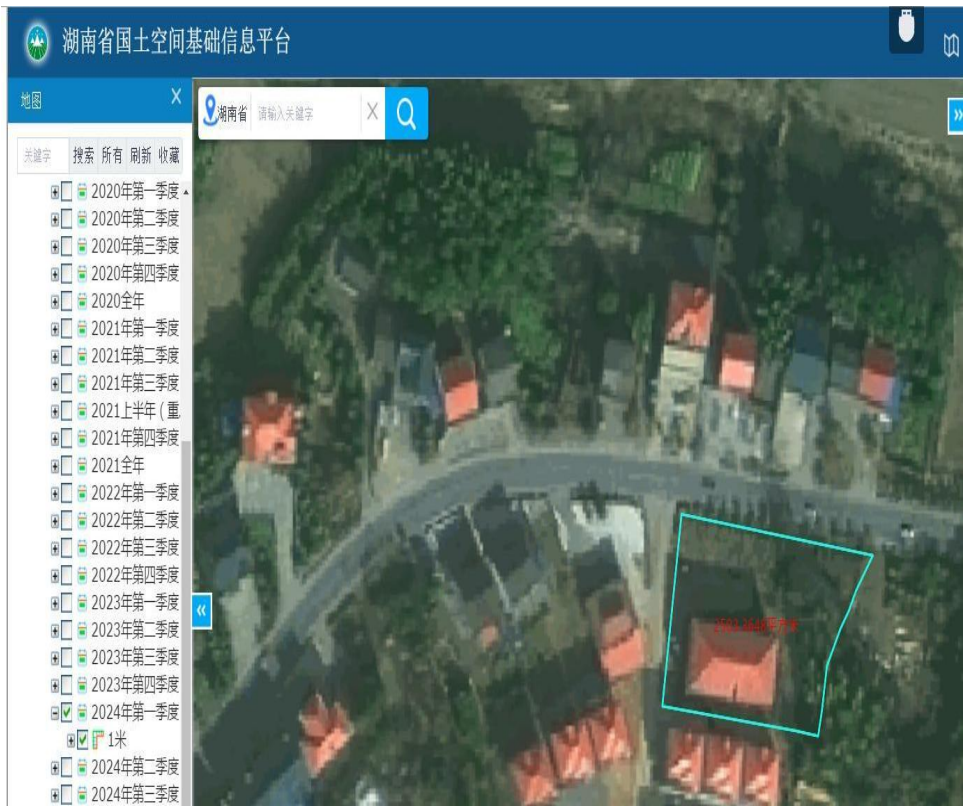 湖南省国土空间基础信息平台
地图
湖南省 请输入关键字
关键字 搜索 所有 刷新 收藏
2020年第一季度
2020年第二季度
2020年第三季度
2020年第四季度
2020全年
2021年第一季度
2021年第二季度
2021年第三季度
2021上半年（重
2021年第四季度
2021全年
2022年第一季度
2022年第二季度
2022年第三季度
2022年第四季度
2023年第一季度
2023年第二季度
2023年第三季度
2023年第四季度
2024年第一季度
1米
2024年第二季度
2024年第三季度